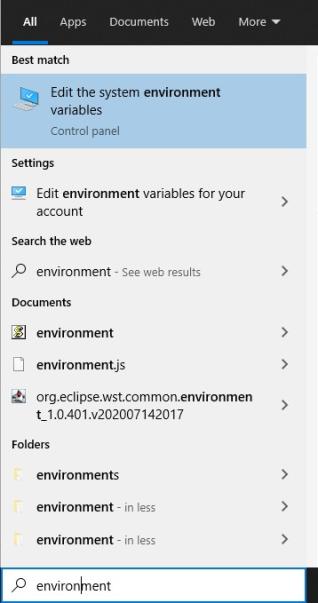 All Apps Documents Web More
Best match
Edit the system environment
variables
Control panel
Settings
Edit environment variables for your
account
Search the web
environment - See web results
Documents
environment
environment.js
org.eclipse.wst.common.environmen
t_1.0.401.v202007142017
Folders
environments
environment - in less
environment - in less
environment